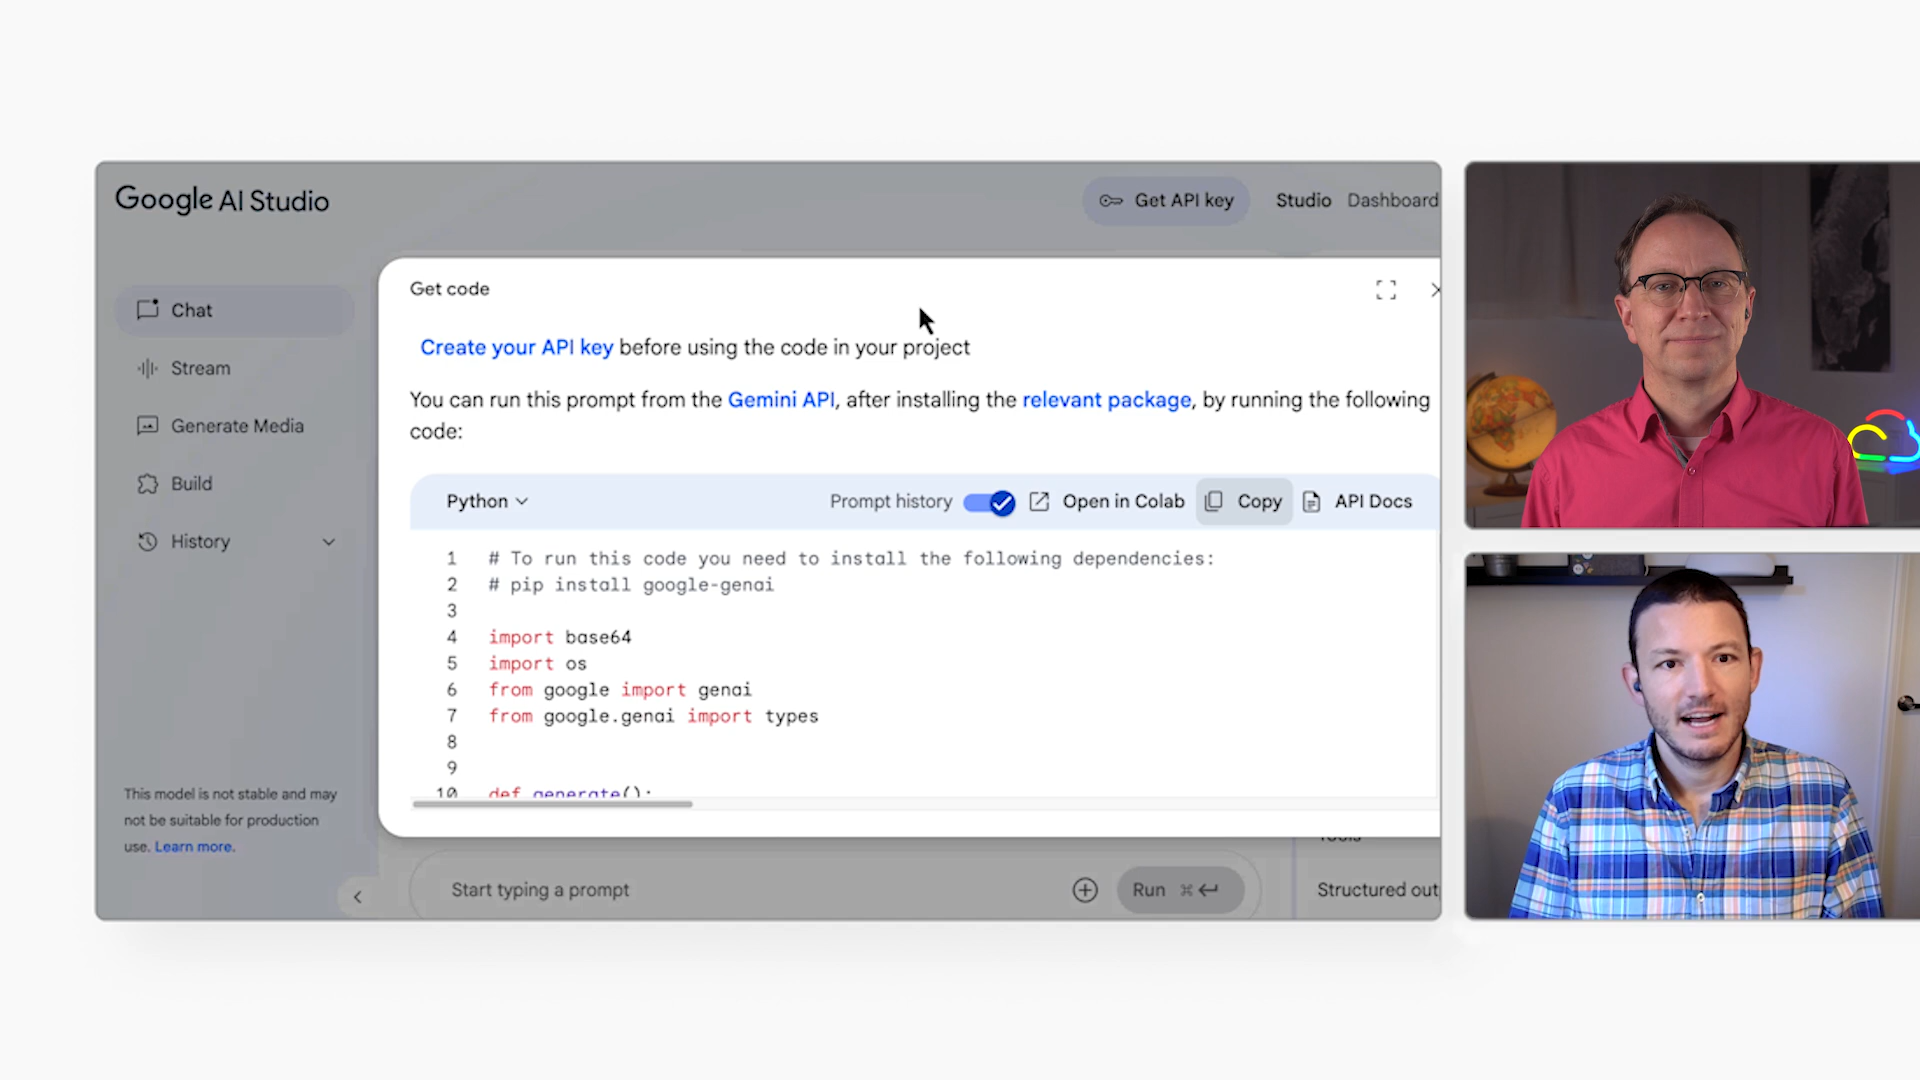 Google AI Studio
Get API key
Studio
Dashboard
Chat
Stream
Generate Media
Build
History
This model is not stable and may
not be suitable for production
use. Learn more.
Get code
Create your API key before using the code in your project
You can run this prompt from the Gemini API, after installing the relevant package, by running the following
code:
Python
Prompt history
Open in Colab
Copy
API Docs
1 # To run this code you need to install the following dependencies:
2 # pip install google-genai
3
4 import base64
5 import os
6 from google import genai
7 from google.genai import types
8
9
10 def generate():
Start typing a prompt
Run ⌘
Tools
Structured out